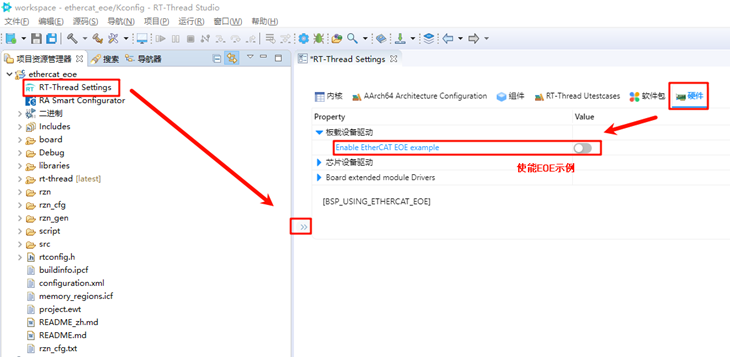 workspace - ethercat_eoe/Kconfig - RT-Thread Studio
文件(F) 编辑(E) 源码(S) 导航(N) 项目(P) 运行(R) 窗口(W) 帮助(H)
项目资源管理器 搜索 导航器
ethercat_eoe
RT-Thread Settings
RA Smart Configurator
二进制
Includes
board
Debug
libraries
rt-thread [latest]
rzn
rzn_cfg
rzn_gen
script
src
rtconfig.h
buildinfo.ipcf
configuration.xml
memory_regions.icf
project.ewt
README_zh.md
README.md
rzn_cfg.txt
*RT-Thread Settings
内核 AArch64 Architecture Configuration 组件 RT-Thread Utestcases 软件包 硬件
Property Value
板载设备驱动
Enable EtherCAT EOE example
使能EOE示例
芯片设备驱动
Board extended module Drivers
[BSP_USING_ETHERCAT_EOE]